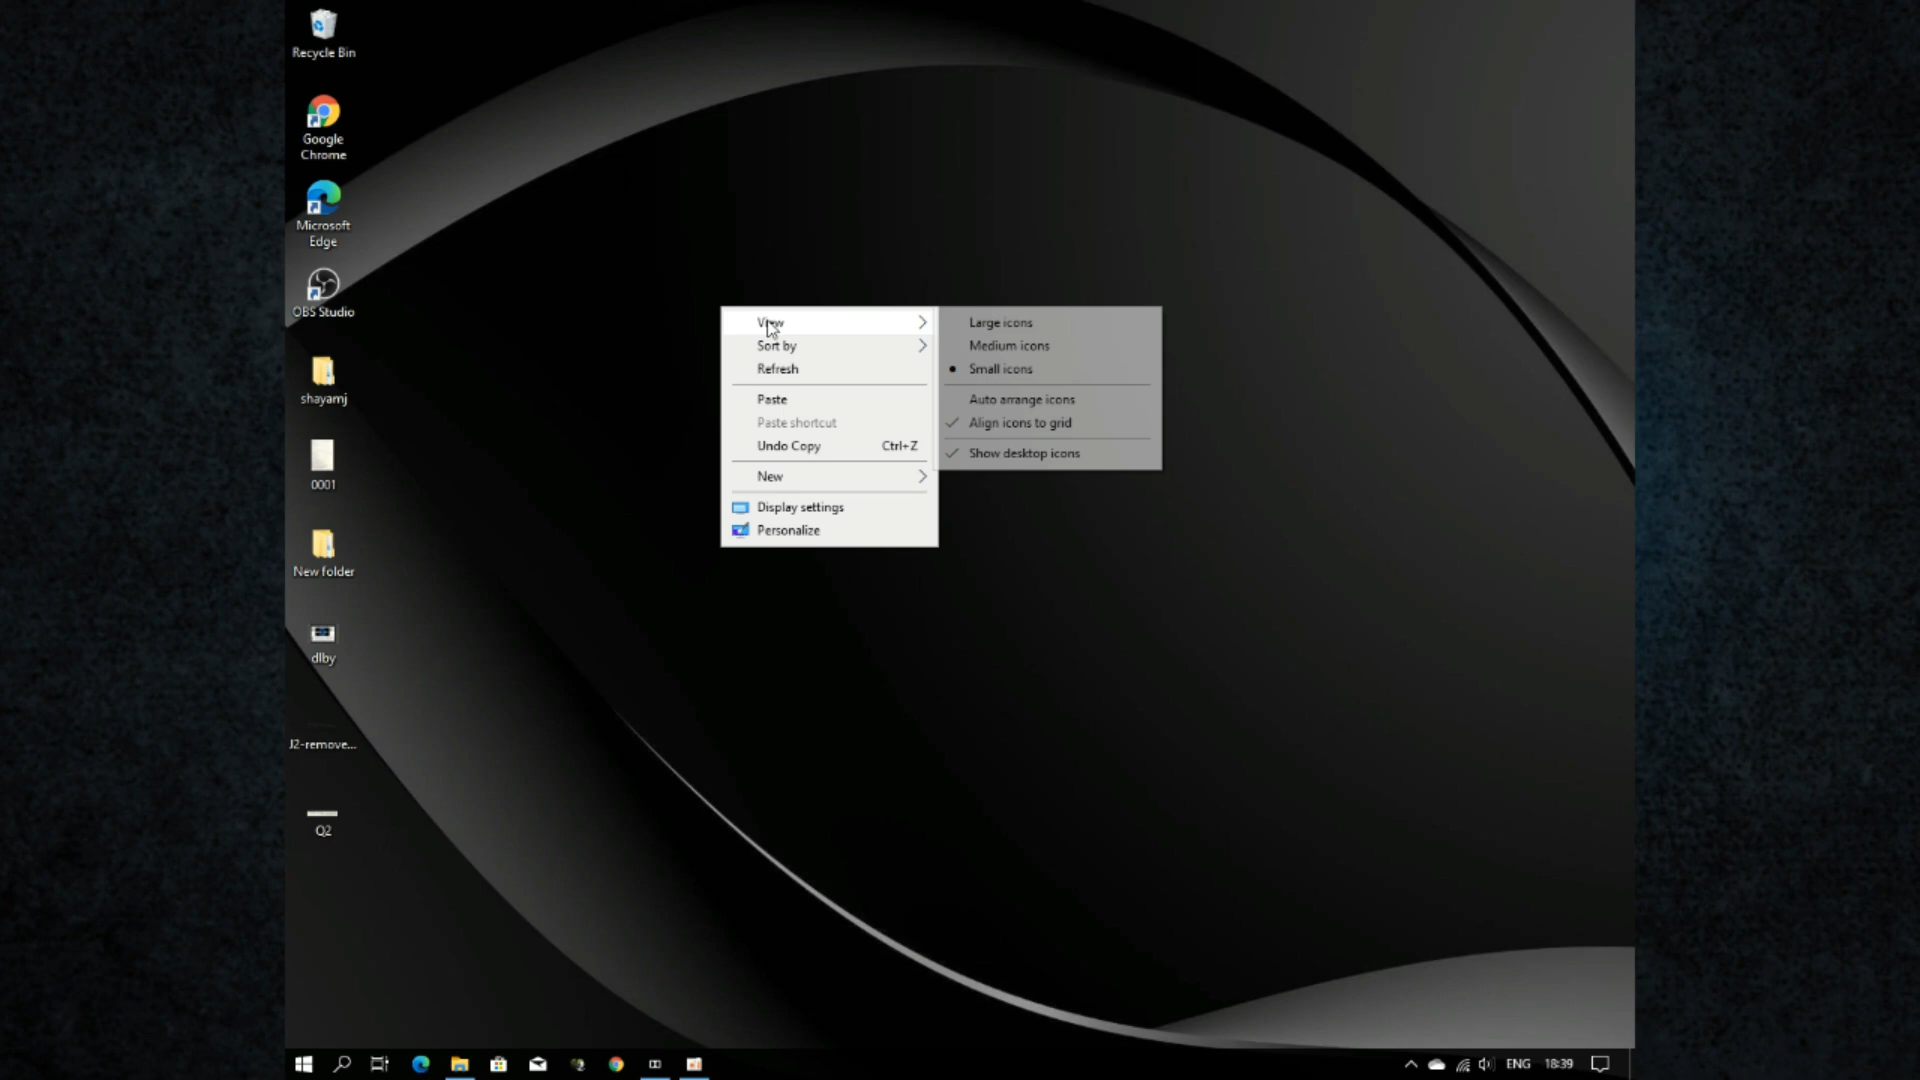 Recycle Bin
Google
Chrome
Microsoft
Edge
OBS Studio
shayamj
0001
New folder
dlby
J2-remove...
Q2
View
Sort by
Refresh
Paste
Paste shortcut
Undo Copy Ctrl+Z
New
Display settings
Personalize
Large icons
Medium icons
Small icons
Auto arrange icons
Align icons to grid
Show desktop icons
ENG 18:39